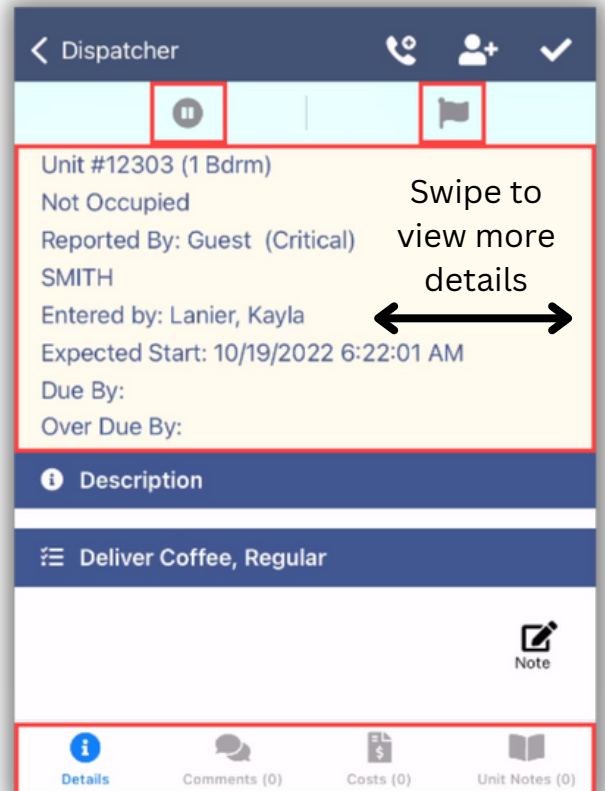 Dispatcher
Unit #12303 (1 Bdrm)
Not Occupied
Reported By: Guest (Critical)
SMITH
Entered by: Lanier, Kayla
Expected Start: 10/19/2022 6:22:01 AM
Due By:
Over Due By:
Swipe to
view more
details
Description
Deliver Coffee, Regular
Note
Details
Comments (0)
Costs (0)
Unit Notes (0)